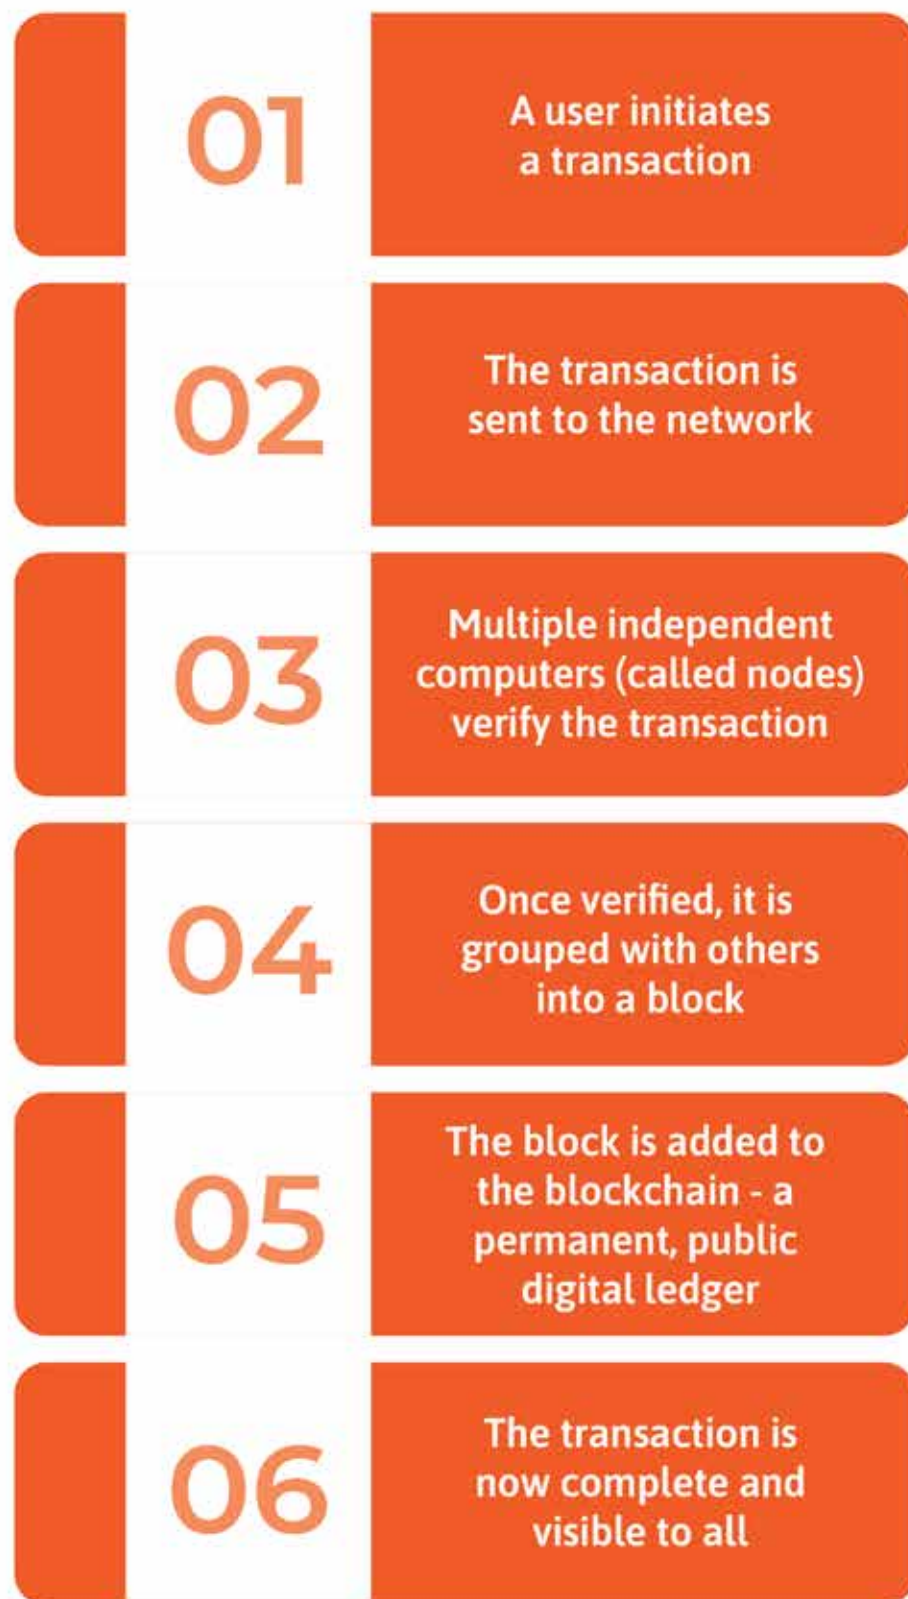 01
A user initiates
a transaction
02
The transaction is
sent to the network
03
Multiple independent
computers (called nodes)
verify the transaction
04
Once verified, it is
grouped with others
into a block
05
The block is added to
the blockchain - a
permanent, public
digital ledger
06
The transaction is
now complete and
visible to all